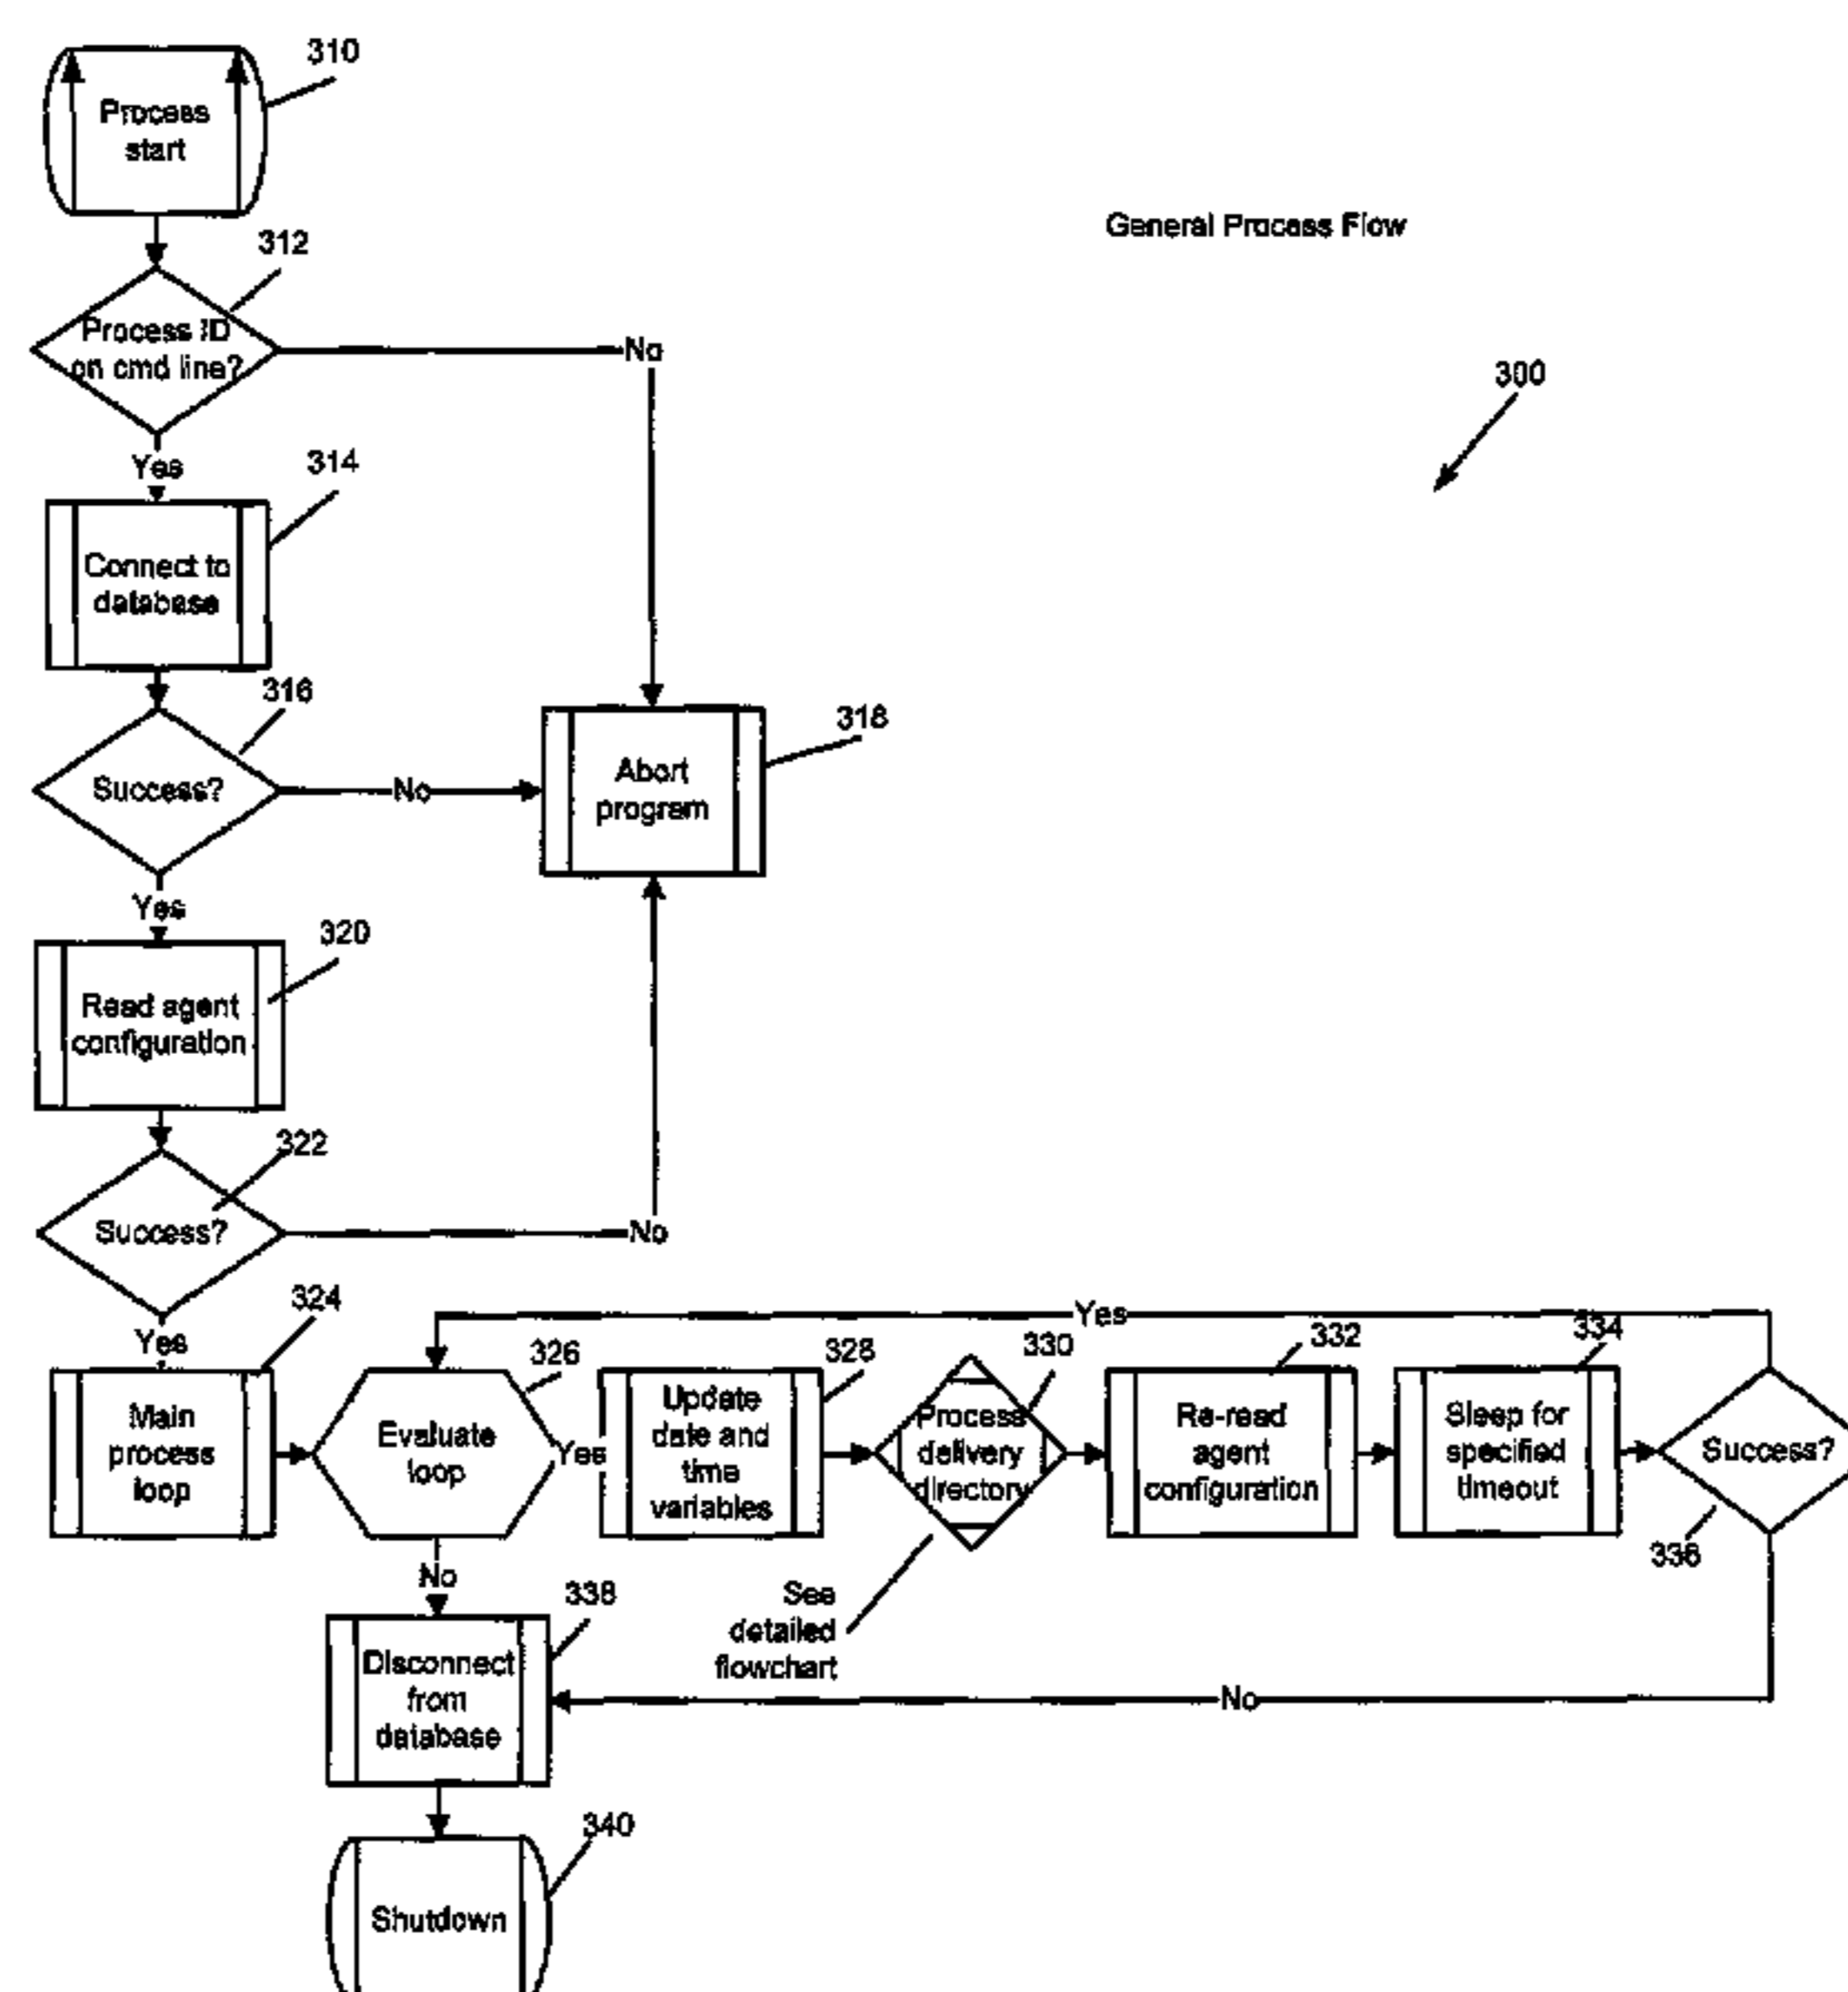 310
Process
start
312
General Process Flow
Process ID
on cmd line?
No
300
Yes
314
Connect to
database
316
318
Success?
No
Abort
program
Yes
320
Read agent
configuration
322
Success?
No
324
Yes
Yes
326
328
330
332
334
Main
process
loop
Evaluate
loop
Yes
Update
date and
time
variables
Process
delivery
directory
Re-read
agent
configuration
Sleep for
specified
timeout
Success?
336
No
338
See
detailed
flowchart
Disconnect
from
database
No
340
Shutdown